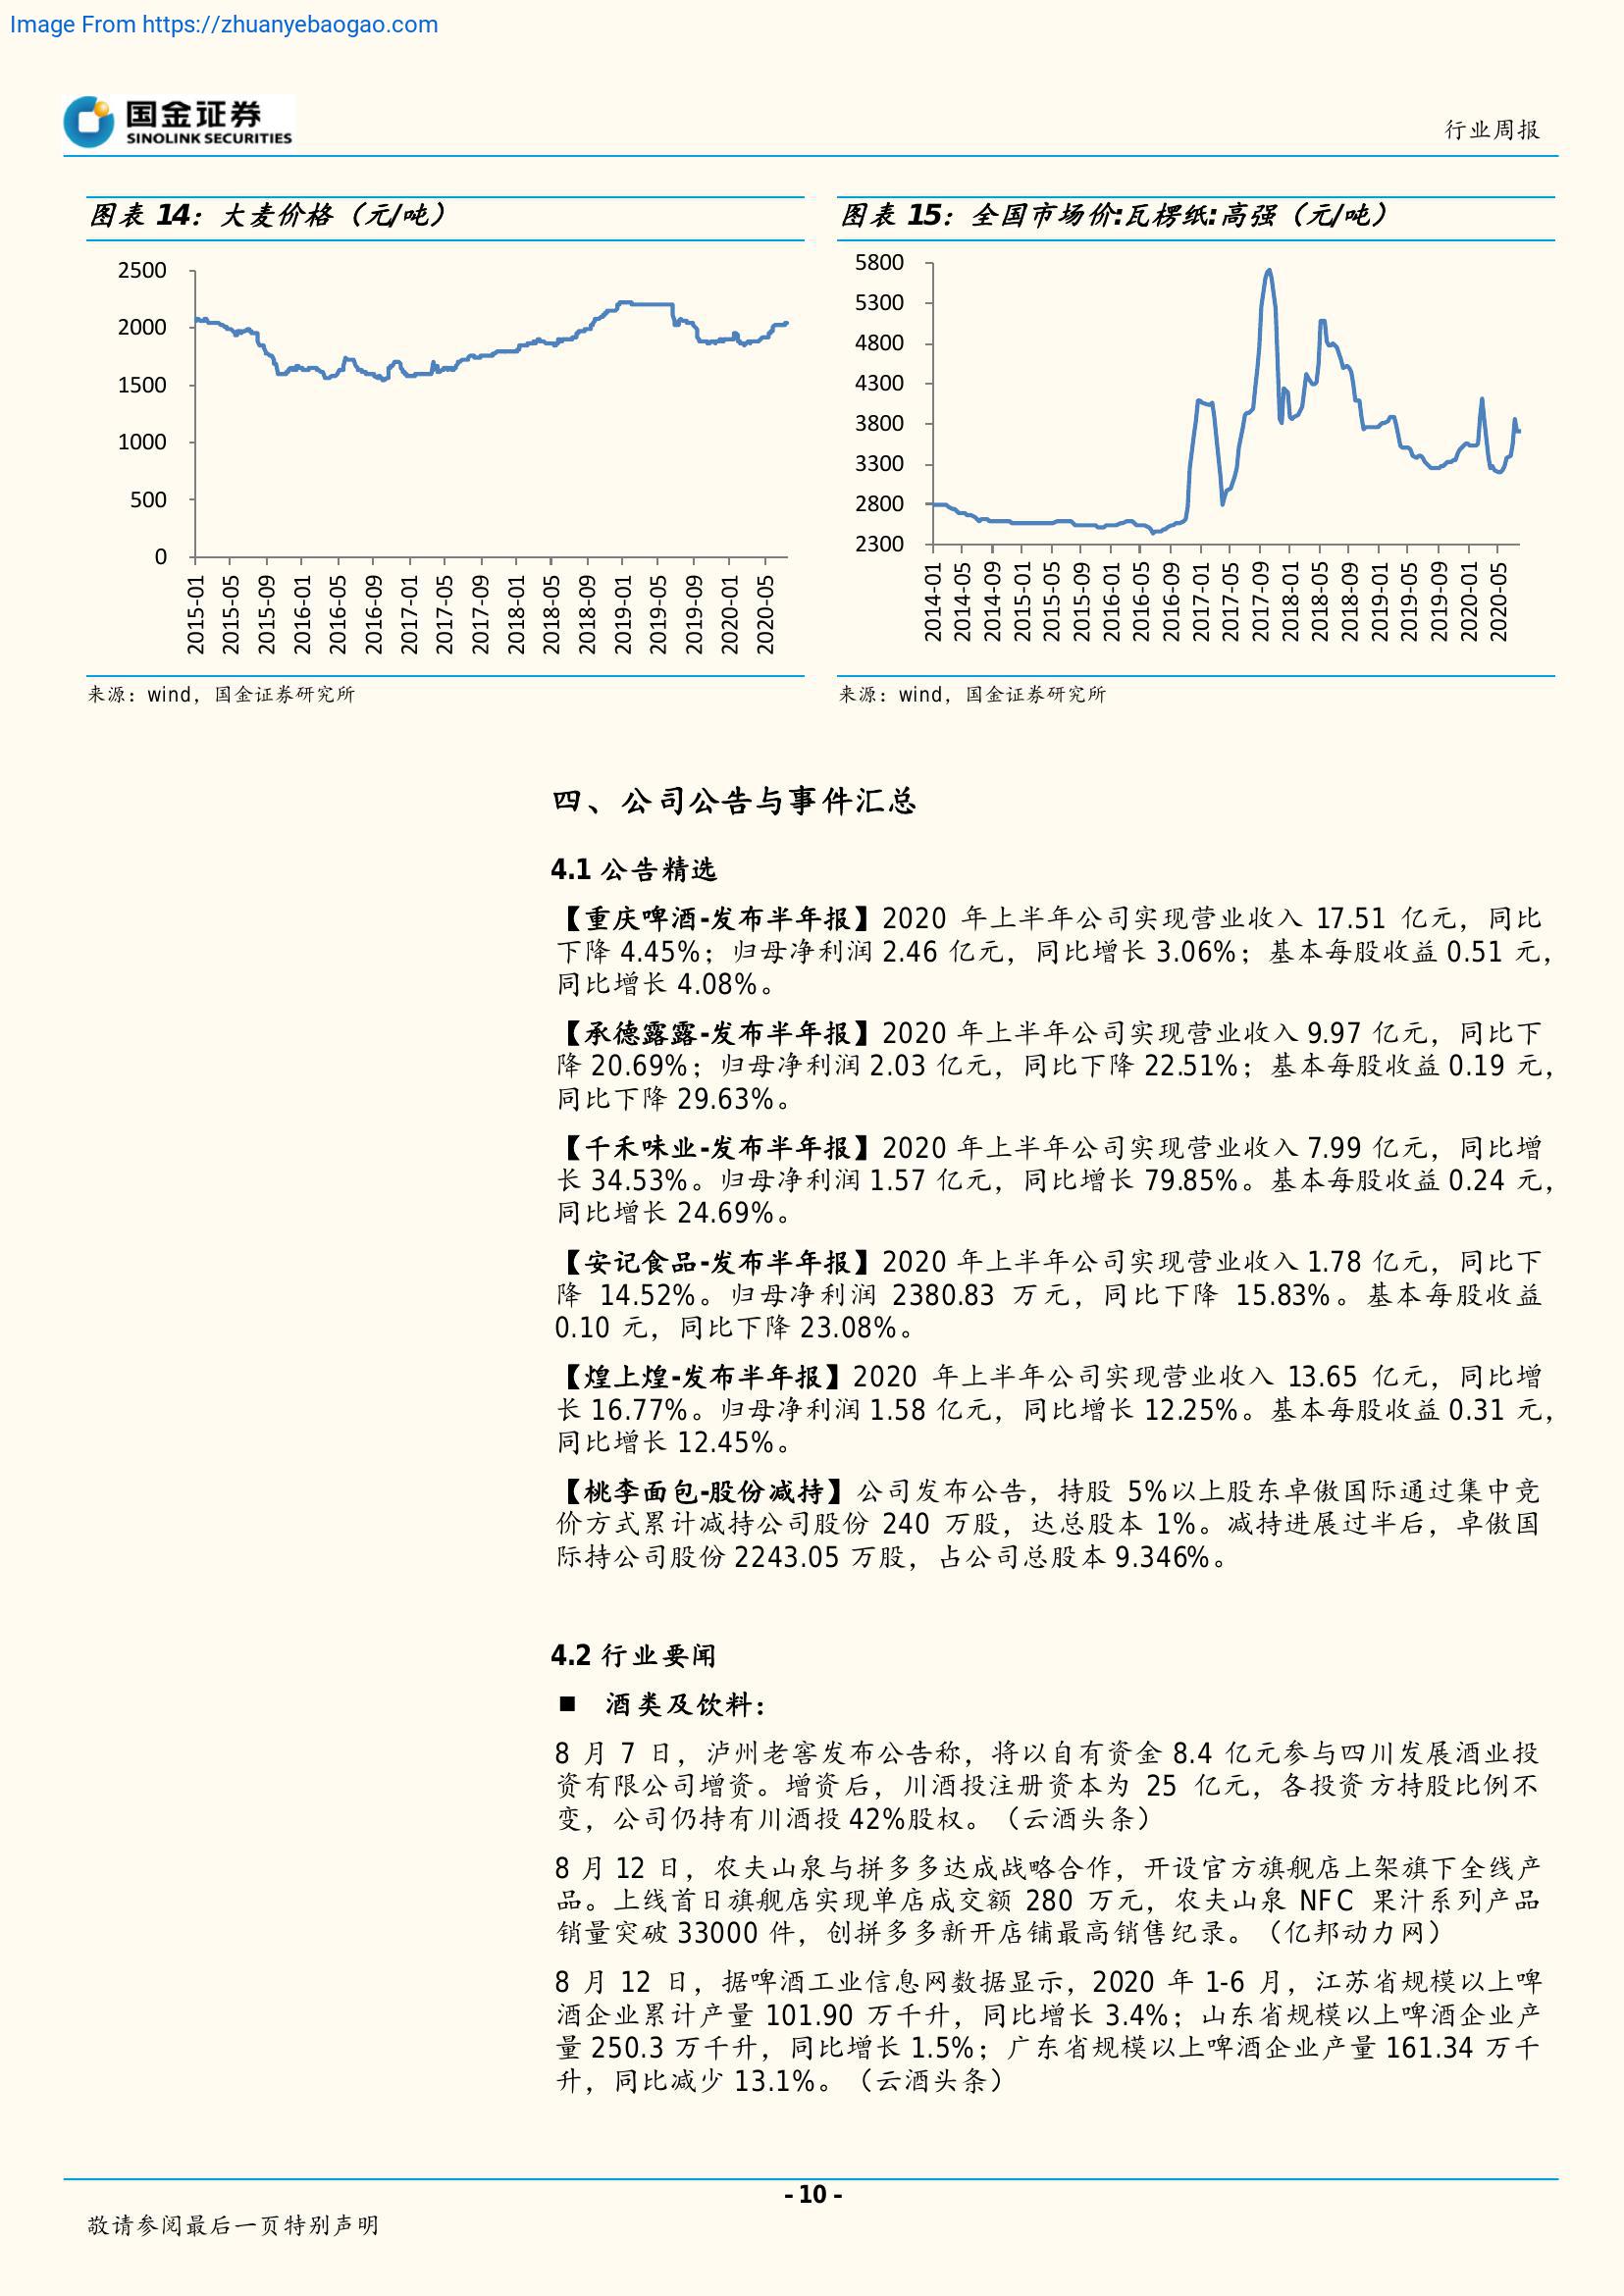 Image From https://zhuanyebaogao.com
国金证券
SINOLINK SECURITIES
行业周报
图表 14：大麦价格（元/吨）
2500
2000
1500
1000
500
0
2015-01
2015-05
2015-09
2016-01
2016-05
2016-09
2017-01
2017-05
2017-09
2018-01
2018-05
2018-09
2019-01
2019-05
2019-09
2020-01
2020-05
来源：wind，国金证券研究所
图表 15：全国市场价:瓦楞纸:高强（元/吨）
5800
5300
4800
4300
3800
3300
2800
2300
2014-01
2014-05
2014-09
2015-01
2015-05
2015-09
2016-01
2016-05
2016-09
2017-01
2017-05
2017-09
2018-01
2018-05
2018-09
2019-01
2019-05
2019-09
2020-01
2020-05
来源：wind，国金证券研究所
四、公司公告与事件汇总
4.1 公告精选
【重庆啤酒-发布半年报】2020 年上半年公司实现营业收入 17.51 亿元，同比
下降 4.45%；归母净利润 2.46 亿元，同比增长 3.06%；基本每股收益 0.51 元，
同比增长 4.08%。
【承德露露-发布半年报】2020 年上半年公司实现营业收入 9.97 亿元，同比下
降 20.69%；归母净利润 2.03 亿元，同比下降 22.51%；基本每股收益 0.19 元，
同比下降 29.63%。
【千禾味业-发布半年报】2020 年上半年公司实现营业收入 7.99 亿元，同比增
长 34.53%。归母净利润 1.57 亿元，同比增长 79.85%。基本每股收益 0.24 元，
同比增长 24.69%。
【安记食品-发布半年报】2020 年上半年公司实现营业收入 1.78 亿元，同比下
降 14.52%。归母净利润 2380.83 万元，同比下降 15.83%。基本每股收益
0.10 元，同比下降 23.08%。
【煌上煌-发布半年报】2020 年上半年公司实现营业收入 13.65 亿元，同比增
长 16.77%。归母净利润 1.58 亿元，同比增长 12.25%。基本每股收益 0.31 元，
同比增长 12.45%。
【桃李面包-股份减持】公司发布公告，持股 5%以上股东卓傲国际通过集中竞
价方式累计减持公司股份 240 万股，达总股本 1%。减持进展过半后，卓傲国
际持公司股份 2243.05 万股，占公司总股本 9.346%。
4.2 行业要闻
■ 酒类及饮料：
8 月 7 日，泸州老窖发布公告称，将以自有资金 8.4 亿元参与四川发展酒业投
资有限公司增资。增资后，川酒投注册资本为 25 亿元，各投资方持股比例不
变，公司仍持有川酒投 42%股权。（云酒头条）
8 月 12 日，农夫山泉与拼多多达成战略合作，开设官方旗舰店上架旗下全线产
品。上线首日旗舰店实现单店成交额 280 万元，农夫山泉 NFC 果汁系列产品
销量突破 33000 件，创拼多多新开店铺最高销售纪录。（亿邦动力网）
8 月 12 日，据啤酒工业信息网数据显示，2020 年 1-6 月，江苏省规模以上啤
酒企业累计产量 101.90 万千升，同比增长 3.4%；山东省规模以上啤酒企业产
量 250.3 万千升，同比增长 1.5%；广东省规模以上啤酒企业产量 161.34 万千
升，同比减少 13.1%。（云酒头条）
- 10 -
敬请参阅最后一页特别声明